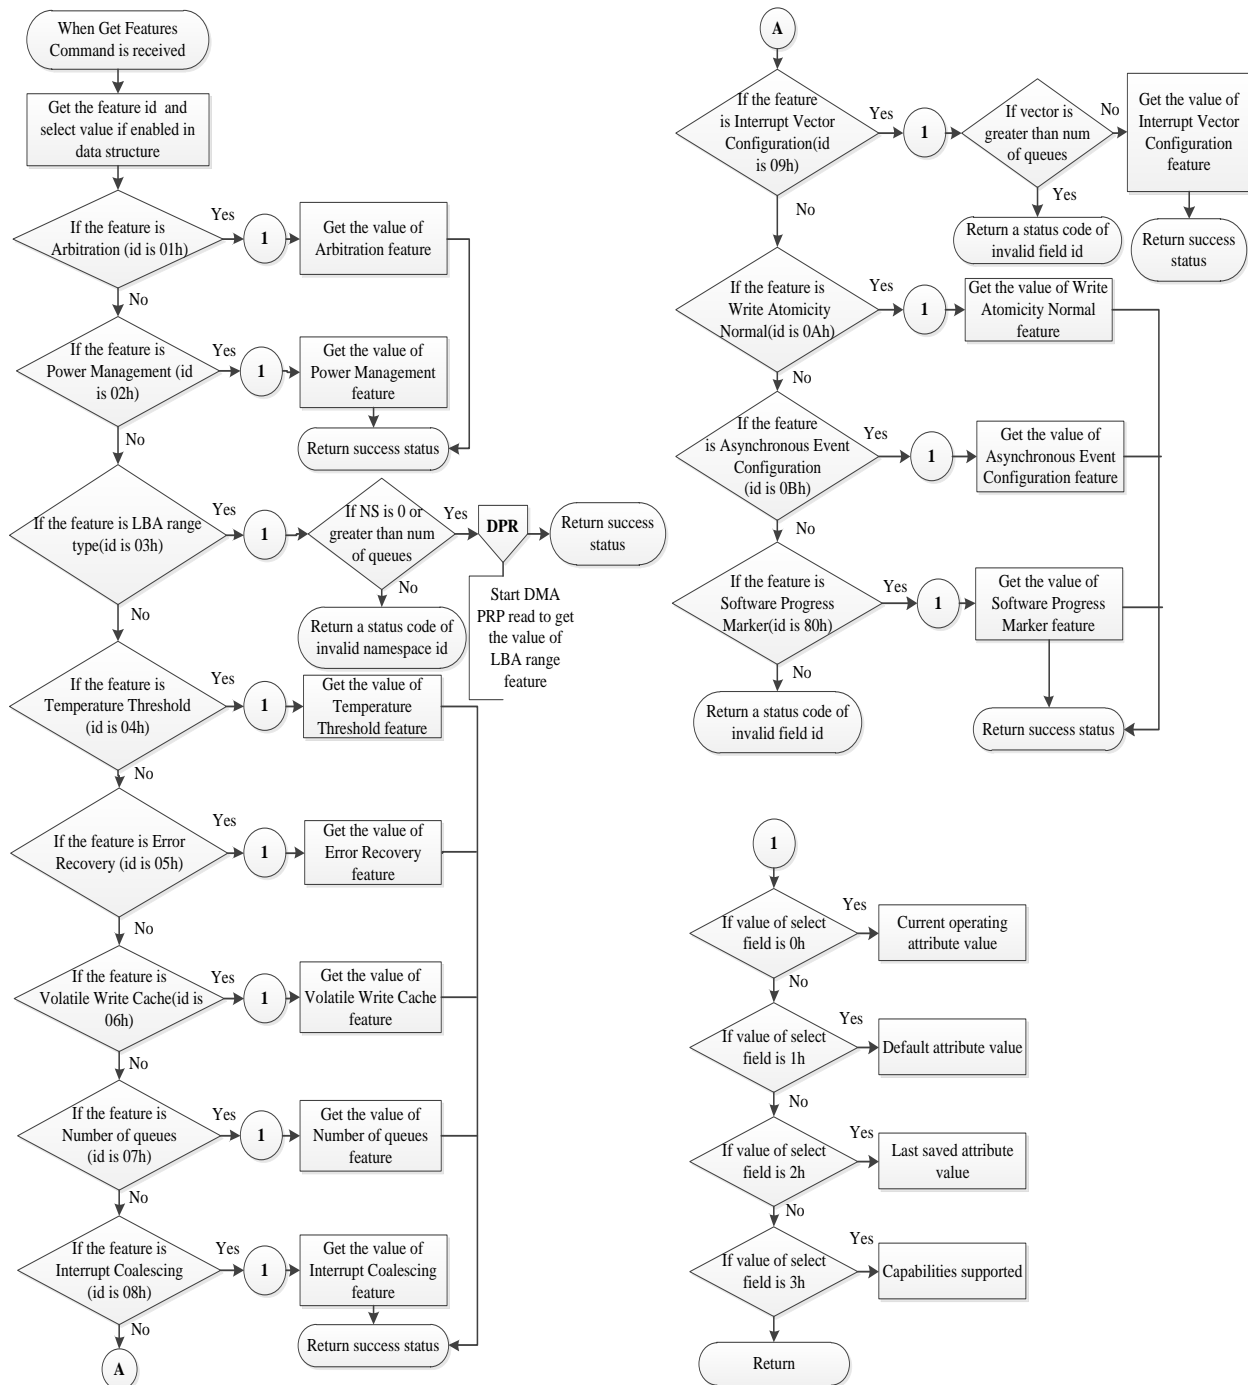 When Get Features
Command is received
Get the feature id and
select value if enabled in
data structure
If the feature is
Arbitration (id is 01h)
Yes
1
Get the value of
Arbitration feature
No
If the feature is
Power Management (id
is 02h)
Yes
1
Get the value of
Power Management
feature
No
Return success status
If the feature is LBA range
type(id is 03h)
Yes
1
If NS is 0 or
greater than num
of queues
Yes
DPR
Return success
status
No
Start DMA
PRP read to get
the value of
LBA range
feature
Return a status code of
invalid namespace id
No
If the feature is
Temperature Threshold
(id is 04h)
Yes
1
Get the value of
Temperature
Threshold feature
No
If the feature is Error
Recovery (id is 05h)
Yes
1
Get the value of
Error Recovery
feature
No
If the feature is
Volatile Write Cache(id is
06h)
Yes
1
Get the value of
Volatile Write Cache
feature
No
If the feature is
Number of queues
(id is 07h)
Yes
1
Get the value of
Number of queues
feature
No
If the feature is
Interrupt Coalescing
(id is 08h)
Yes
1
Get the value of
Interrupt Coalescing
feature
No
Return success status
A
A
If the feature
is Interrupt Vector
Configuration(id
is 09h)
Yes
1
If vector is
greater than num
of queues
No
Get the value of
Interrupt Vector
Configuration
feature
Yes
Return a status code of
invalid field id
Return success
status
No
If the feature is
Write Atomicity
Normal(id is 0Ah)
Yes
1
Get the value of Write
Atomicity Normal
feature
No
If the feature
is Asynchronous Event
Configuration
(id is 0Bh)
Yes
1
Get the value of
Asynchronous Event
Configuration feature
No
If the feature is
Software Progress
Marker(id is 80h)
Yes
1
Get the value of
Software Progress
Marker feature
No
Return a status code of
invalid field id
Return success status
1
If value of select
field is 0h
Yes
Current operating
attribute value
No
If value of select
field is 1h
Yes
Default attribute value
No
If value of select
field is 2h
Yes
Last saved attribute
value
No
If value of select
field is 3h
Yes
Capabilities supported
Return